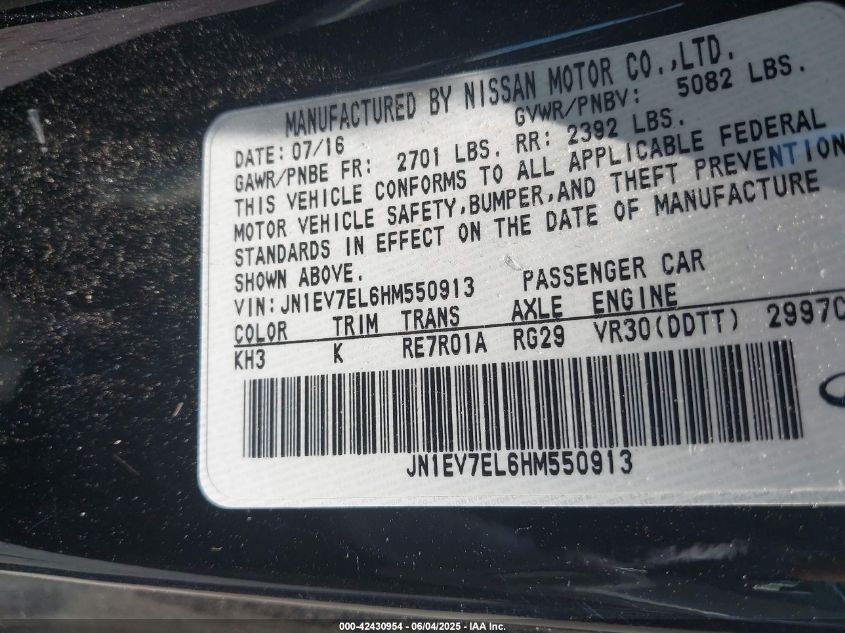 MANUFACTURED BY NISSAN MOTOR CO.,LTD.
DATE: 07/16 GVWR/PNBV: 5082 LBS.
GAWR/PNBE FR: 2701 LBS. RR: 2392 LBS.
THIS VEHICLE CONFORMS TO ALL APPLICABLE FEDERAL
MOTOR VEHICLE SAFETY,BUMPER,AND THEFT PREVENTION
STANDARDS IN EFFECT ON THE DATE OF MANUFACTURE
SHOWN ABOVE.
VIN:JN1EV7EL6HM550913 PASSENGER CAR
COLOR TRIM TRANS AXLE ENGINE
KH3 K RE7R01A RG29 VR30(DDTT) 2997C
JN1EV7EL6HM550913
000-42430954 - 06/04/2025 - IAA Inc.